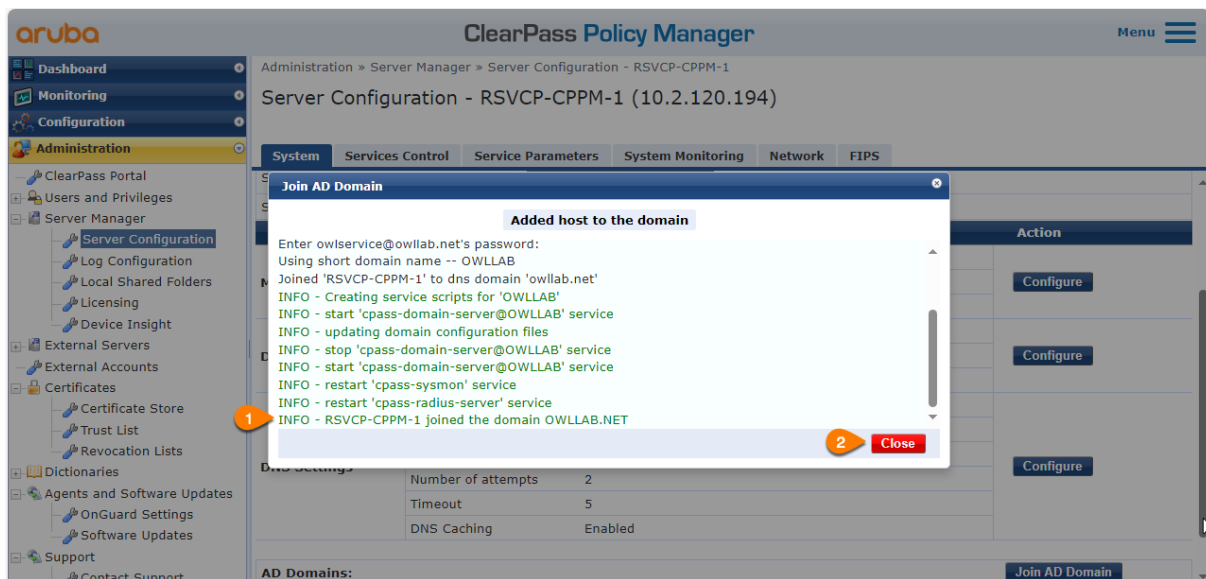 aruba
ClearPass Policy Manager
Menu
Dashboard
Monitoring
Configuration
Administration
ClearPass Portal
Users and Privileges
Server Manager
Server Configuration
Log Configuration
Local Shared Folders
Licensing
Device Insight
External Servers
External Accounts
Certificates
Certificate Store
Trust List
Revocation Lists
Dictionaries
Agents and Software Updates
OnGuard Settings
Software Updates
Support
Contact Support
Administration » Server Manager » Server Configuration - RSVCP-CPPM-1
Server Configuration - RSVCP-CPPM-1 (10.2.120.194)
System Services Control Service Parameters System Monitoring Network FIPS
Join AD Domain
Added host to the domain
Enter owlservice@owllab.net's password:
Using short domain name -- OWLLAB
Joined 'RSVCP-CPPM-1' to dns domain 'owllab.net'
INFO - Creating service scripts for 'OWLLAB'
INFO - start 'cpass-domain-server@OWLLAB' service
INFO - updating domain configuration files
INFO - stop 'cpass-domain-server@OWLLAB' service
INFO - start 'cpass-domain-server@OWLLAB' service
INFO - restart 'cpass-sysmon' service
INFO - restart 'cpass-radius-server' service
1
INFO - RSVCP-CPPM-1 joined the domain OWLLAB.NET
2
Close
Action
Configure
Configure
DNS Settings
Configure
Number of attempts 2
Timeout 5
DNS Caching Enabled
AD Domains:
Join AD Domain